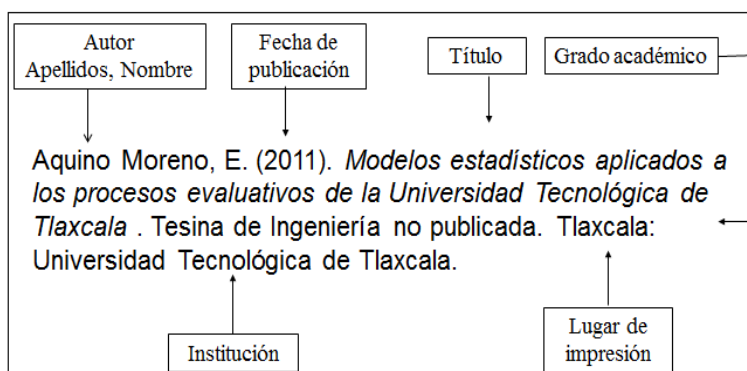 Autor
Apellidos, Nombre
Fecha de
publicación
Título
Grado académico
Aquino Moreno, E. (2011). Modelos estadísticos aplicados a
los procesos evaluativos de la Universidad Tecnológica de
Tlaxcala . Tesina de Ingeniería no publicada. Tlaxcala:
Universidad Tecnológica de Tlaxcala.
Institución
Lugar de
impresión